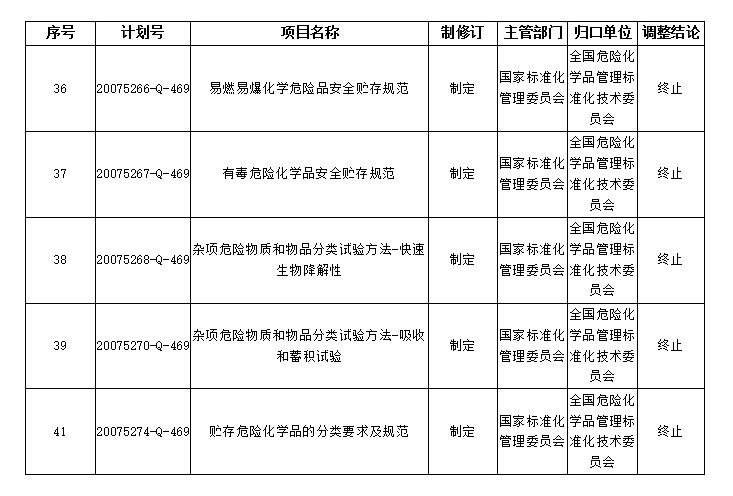 序号 计划号 项目名称 制修订 主管部门 归口单位 调整结论
36 20075266-Q-469 易燃易爆化学危险品安全贮存规范 制定 国家标准化管理委员会 全国危险化学品管理标准化技术委员会 终止
37 20075267-Q-469 有毒危险化学品安全贮存规范 制定 国家标准化管理委员会 全国危险化学品管理标准化技术委员会 终止
38 20075268-Q-469 杂项危险物质和物品分类试验方法-快速生物降解性 制定 国家标准化管理委员会 全国危险化学品管理标准化技术委员会 终止
39 20075270-Q-469 杂项危险物质和物品分类试验方法-吸收和蓄积试验 制定 国家标准化管理委员会 全国危险化学品管理标准化技术委员会 终止
41 20075274-Q-469 贮存危险化学品的分类要求及规范 制定 国家标准化管理委员会 全国危险化学品管理标准化技术委员会 终止